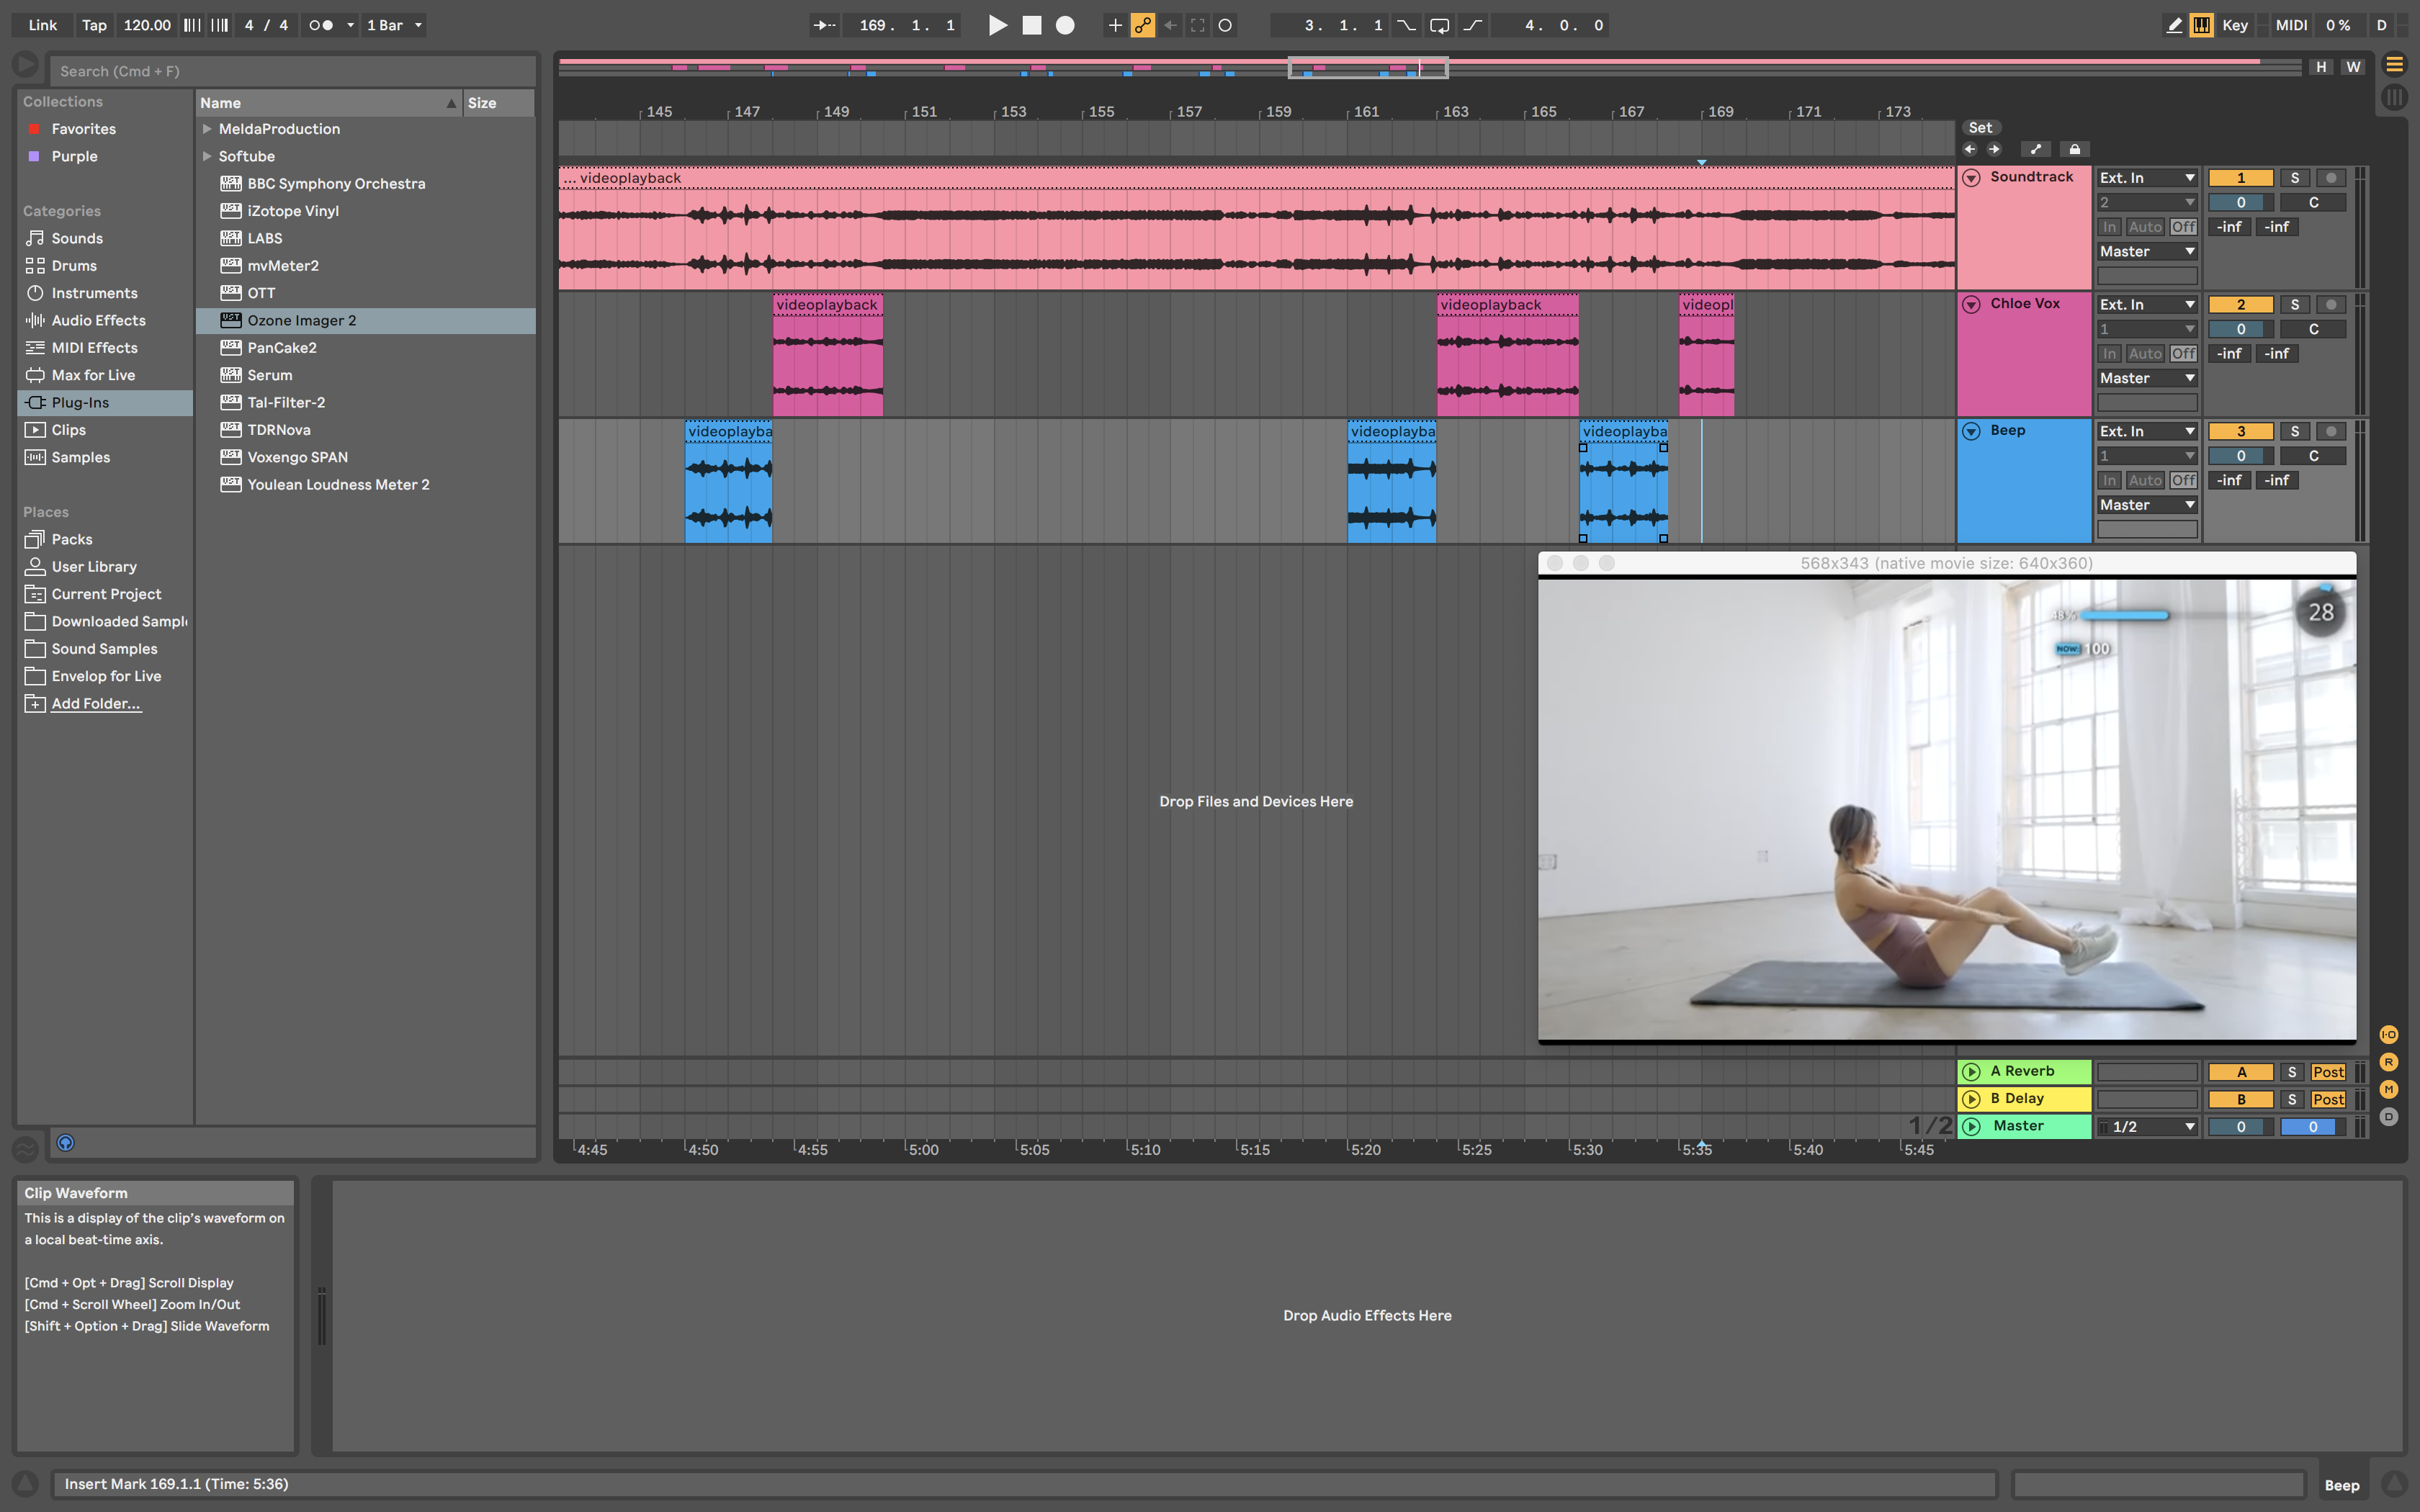 Link Tap 120.00 4 / 4 1 Bar 169. 1. 1 3. 1. 1 4. 0. 0 Key MIDI 0 % D
Search (Cmd + F)
H W
Collections
Favorites
Purple
Categories
Sounds
Drums
Instruments
Audio Effects
MIDI Effects
Max for Live
Plug-Ins
Clips
Samples
Places
Packs
User Library
Current Project
Downloaded Sampl
Sound Samples
Envelop for Live
Add Folder...
Name Size
MeldaProduction
Softube
BBC Symphony Orchestra
iZotope Vinyl
LABS
mvMeter2
OTT
Ozone Imager 2
PanCake2
Serum
Tal-Filter-2
TDRNova
Voxengo SPAN
Youlean Loudness Meter 2
145 147 149 151 153 155 157 159 161 163 165 167 169 171 173
Set
... videoplayback
Soundtrack Ext. In 1 S
2 0 C
In Auto Off -inf -inf
Master
videoplayback videoplayback videopl
Chloe Vox Ext. In 2 S
1 0 C
In Auto Off -inf -inf
Master
videoplayba videoplayba videoplayba
Beep Ext. In 3 S
1 0 C
In Auto Off -inf -inf
Master
568x343 (native movie size: 640x360)
48%
28
NOW: 100
Drop Files and Devices Here
A Reverb A S Post
B Delay B S Post
1/2 Master 1/2 0 0
I-O
R
M
D
4:45 4:50 4:55 5:00 5:05 5:10 5:15 5:20 5:25 5:30 5:35 5:40 5:45
Clip Waveform
This is a display of the clip's waveform on
a local beat-time axis.
[Cmd + Opt + Drag] Scroll Display
[Cmd + Scroll Wheel] Zoom In/Out
[Shift + Option + Drag] Slide Waveform
Drop Audio Effects Here
Insert Mark 169.1.1 (Time: 5:36)
Beep